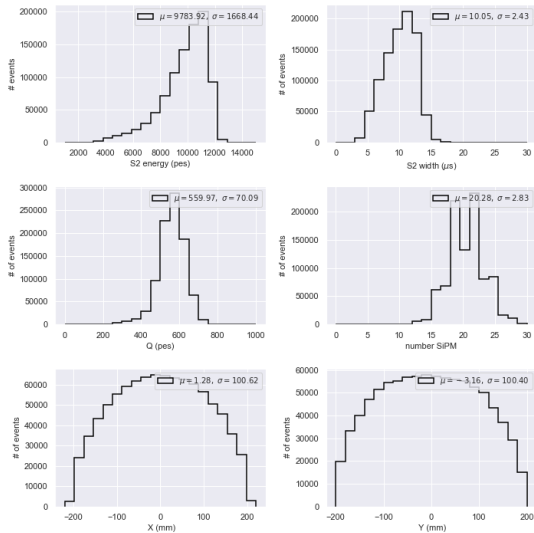 μ=9783.92, σ=1668.44
# events
200000
150000
100000
50000
0
2000 4000 6000 8000 10000 12000 14000
S2 energy (pes)
μ=10.05, σ=2.43
# of events
200000
150000
100000
50000
0
0 5 10 15 20 25 30
S2 width (μs)
μ=559.97, σ=70.09
# of events
300000
250000
200000
150000
100000
50000
0
0 200 400 600 800 1000
Q (pes)
μ=20.28, σ=2.83
# of events
200000
150000
100000
50000
0
0 5 10 15 20 25 30
number SiPM
μ=1.28, σ=100.62
# of events
60000
50000
40000
30000
20000
10000
0
−200 −100 0 100 200
X (mm)
μ=−3.16, σ=100.40
# of events
60000
50000
40000
30000
20000
10000
0
−200 −100 0 100 200
Y (mm)